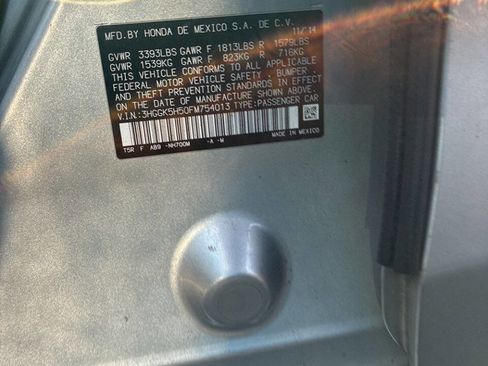 MFD.BY HONDA DE MEXICO S.A. DE C.V. 11/14
GVWR 3393LBS GAWR F 1813LBS R 1579LBS
GVWR 1539KG GAWR F 823KG R 716KG
THIS VEHICLE CONFORMS TO ALL APPLICABLE
FEDERAL MOTOR VEHICLE SAFETY, BUMPER,
AND THEFT PREVENTION STANDARDS IN EFFECT
ON THE DATE OF MANUFACTURE SHOWN ABOVE.
V.I.N.:3HGGK5H50FM754013 TYPE:PASSENGER CAR
T5R F AB9 -NH700M -A -M
MADE IN MEXICO